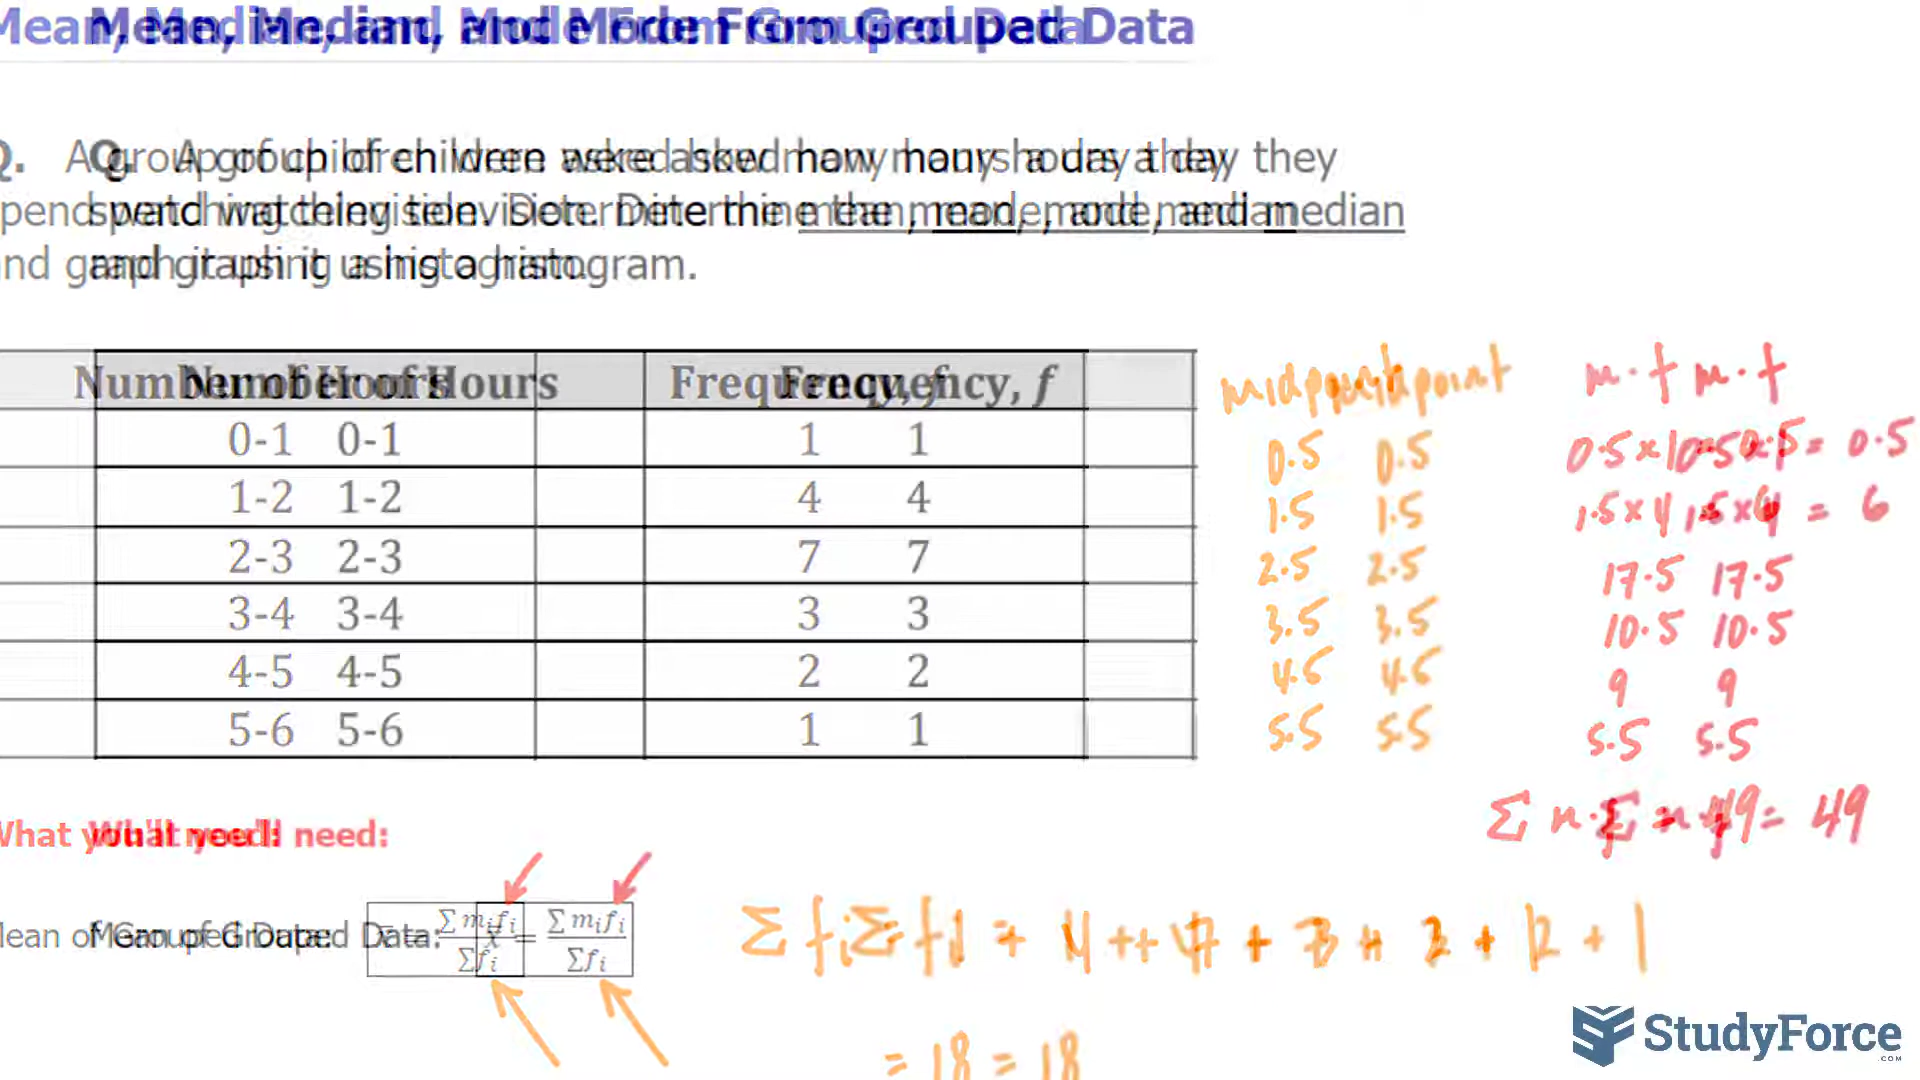 Mean, Median, and Mode From Grouped Data
Q. A group of children were asked how many hours a day they
spend watching television. Determine the mean, mode, and median
and graph it using a histogram.
Number of Hours Frequency, f midpoint m·f
0-1 1 0.5 0.5×1 = 0.5
1-2 4 1.5 1.5×4 = 6
2-3 7 2.5 17.5
3-4 3 3.5 10.5
4-5 2 4.5 9
5-6 1 5.5 5.5
What you'll need:
Σ m·f = 49
Mean of Grouped Data: x̄ = Σ mᵢfᵢ / Σfᵢ
Σ fᵢ = 1 + 4 + 7 + 3 + 2 + 1
= 18
StudyForce
.COM